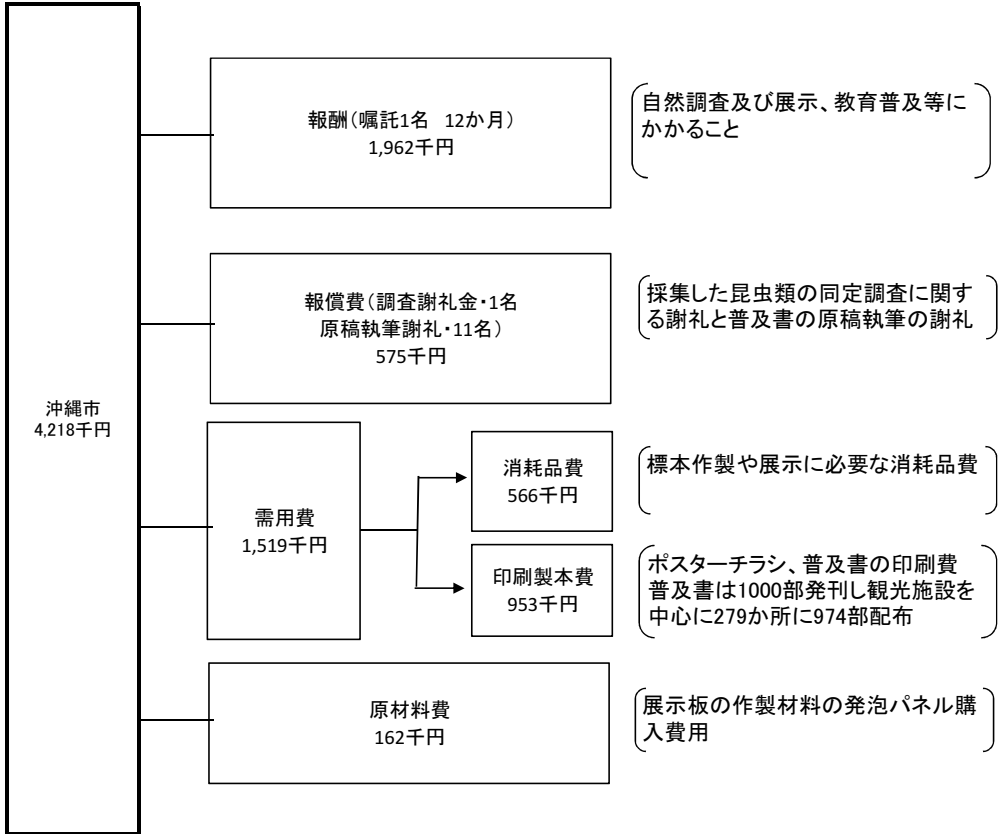 沖縄市
4,218千円
報酬（嘱託1名　12か月）
1,962千円
自然調査及び展示、教育普及等に
かかること
報償費（調査謝礼金・1名
原稿執筆謝礼・11名）
575千円
採集した昆虫類の同定調査に関す
る謝礼と普及書の原稿執筆の謝礼
需用費
1,519千円
消耗品費
566千円
標本作製や展示に必要な消耗品費
印刷製本費
953千円
ポスターチラシ、普及書の印刷費
普及書は1000部発刊し観光施設を
中心に279か所に974部配布
原材料費
162千円
展示板の作製材料の発泡パネル購
入費用